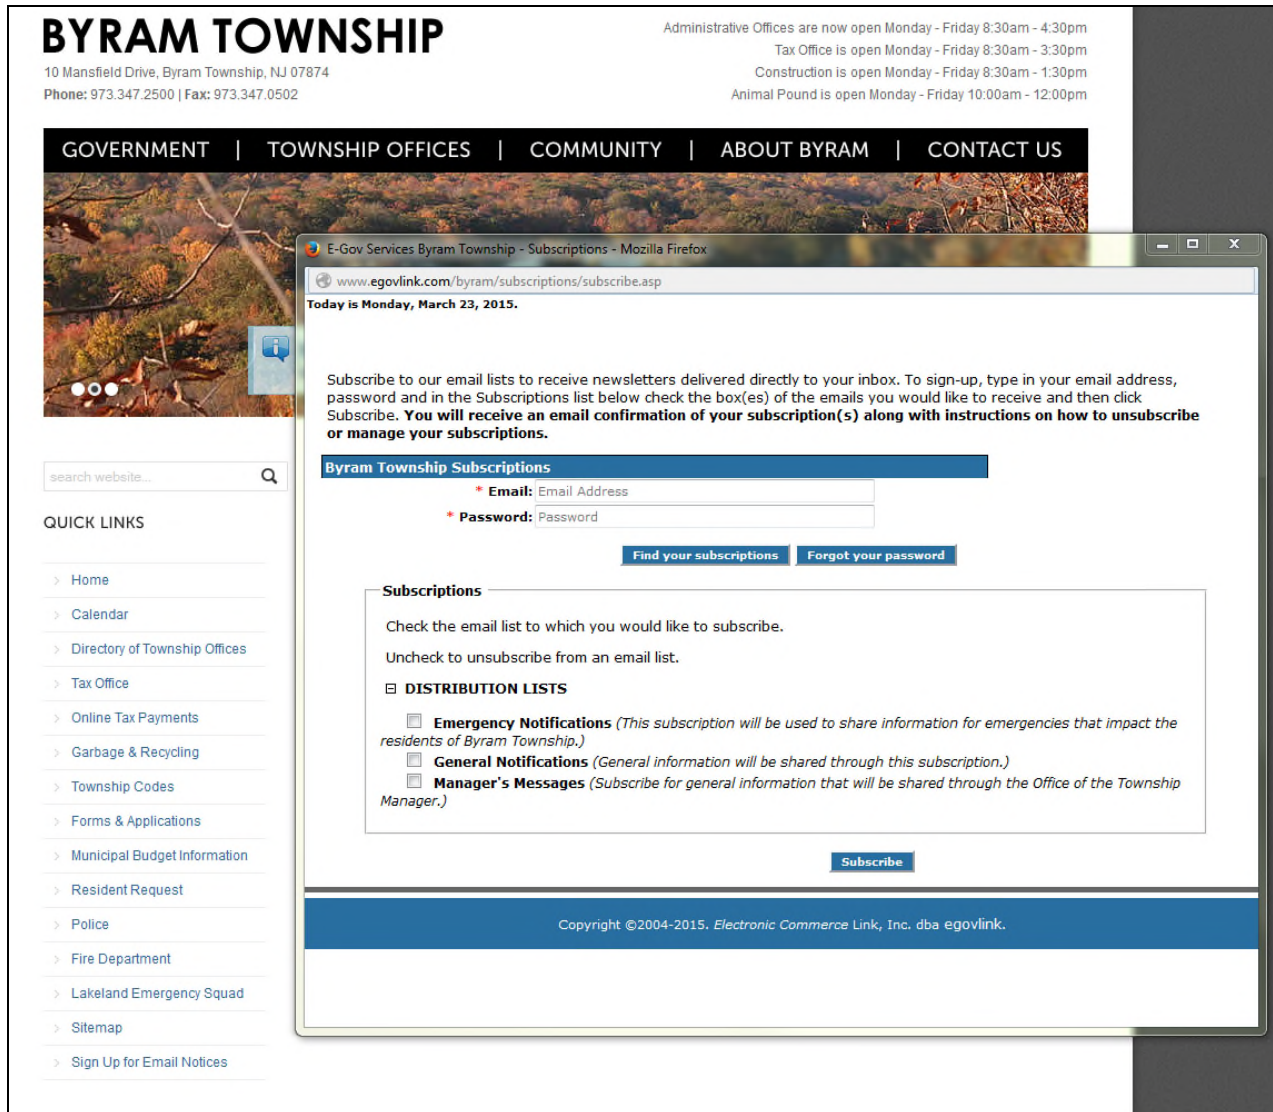 BYRAM TOWNSHIP
10 Mansfield Drive, Byram Township, NJ 07874
Phone: 973.347.2500 | Fax: 973.347.0502
Administrative Offices are now open Monday - Friday 8:30am - 4:30pm
Tax Office is open Monday - Friday 8:30am - 3:30pm
Construction is open Monday - Friday 8:30am - 1:30pm
Animal Pound is open Monday - Friday 10:00am - 12:00pm
GOVERNMENT | TOWNSHIP OFFICES | COMMUNITY | ABOUT BYRAM | CONTACT US
E-Gov Services Byram Township - Subscriptions - Mozilla Firefox
www.egovlink.com/byram/subscriptions/subscribe.asp
Today is Monday, March 23, 2015.
Subscribe to our email lists to receive newsletters delivered directly to your inbox. To sign-up, type in your email address,
password and in the Subscriptions list below check the box(es) of the emails you would like to receive and then click
Subscribe. You will receive an email confirmation of your subscription(s) along with instructions on how to unsubscribe
or manage your subscriptions.
Byram Township Subscriptions
* Email: Email Address
* Password: Password
Find your subscriptions Forgot your password
Subscriptions
Check the email list to which you would like to subscribe.
Uncheck to unsubscribe from an email list.
DISTRIBUTION LISTS
Emergency Notifications (This subscription will be used to share information for emergencies that impact the
residents of Byram Township.)
General Notifications (General information will be shared through this subscription.)
Manager's Messages (Subscribe for general information that will be shared through the Office of the Township
Manager.)
Subscribe
Copyright ©2004-2015. Electronic Commerce Link, Inc. dba egovlink.
search website...
QUICK LINKS
Home
Calendar
Directory of Township Offices
Tax Office
Online Tax Payments
Garbage & Recycling
Township Codes
Forms & Applications
Municipal Budget Information
Resident Request
Police
Fire Department
Lakeland Emergency Squad
Sitemap
Sign Up for Email Notices